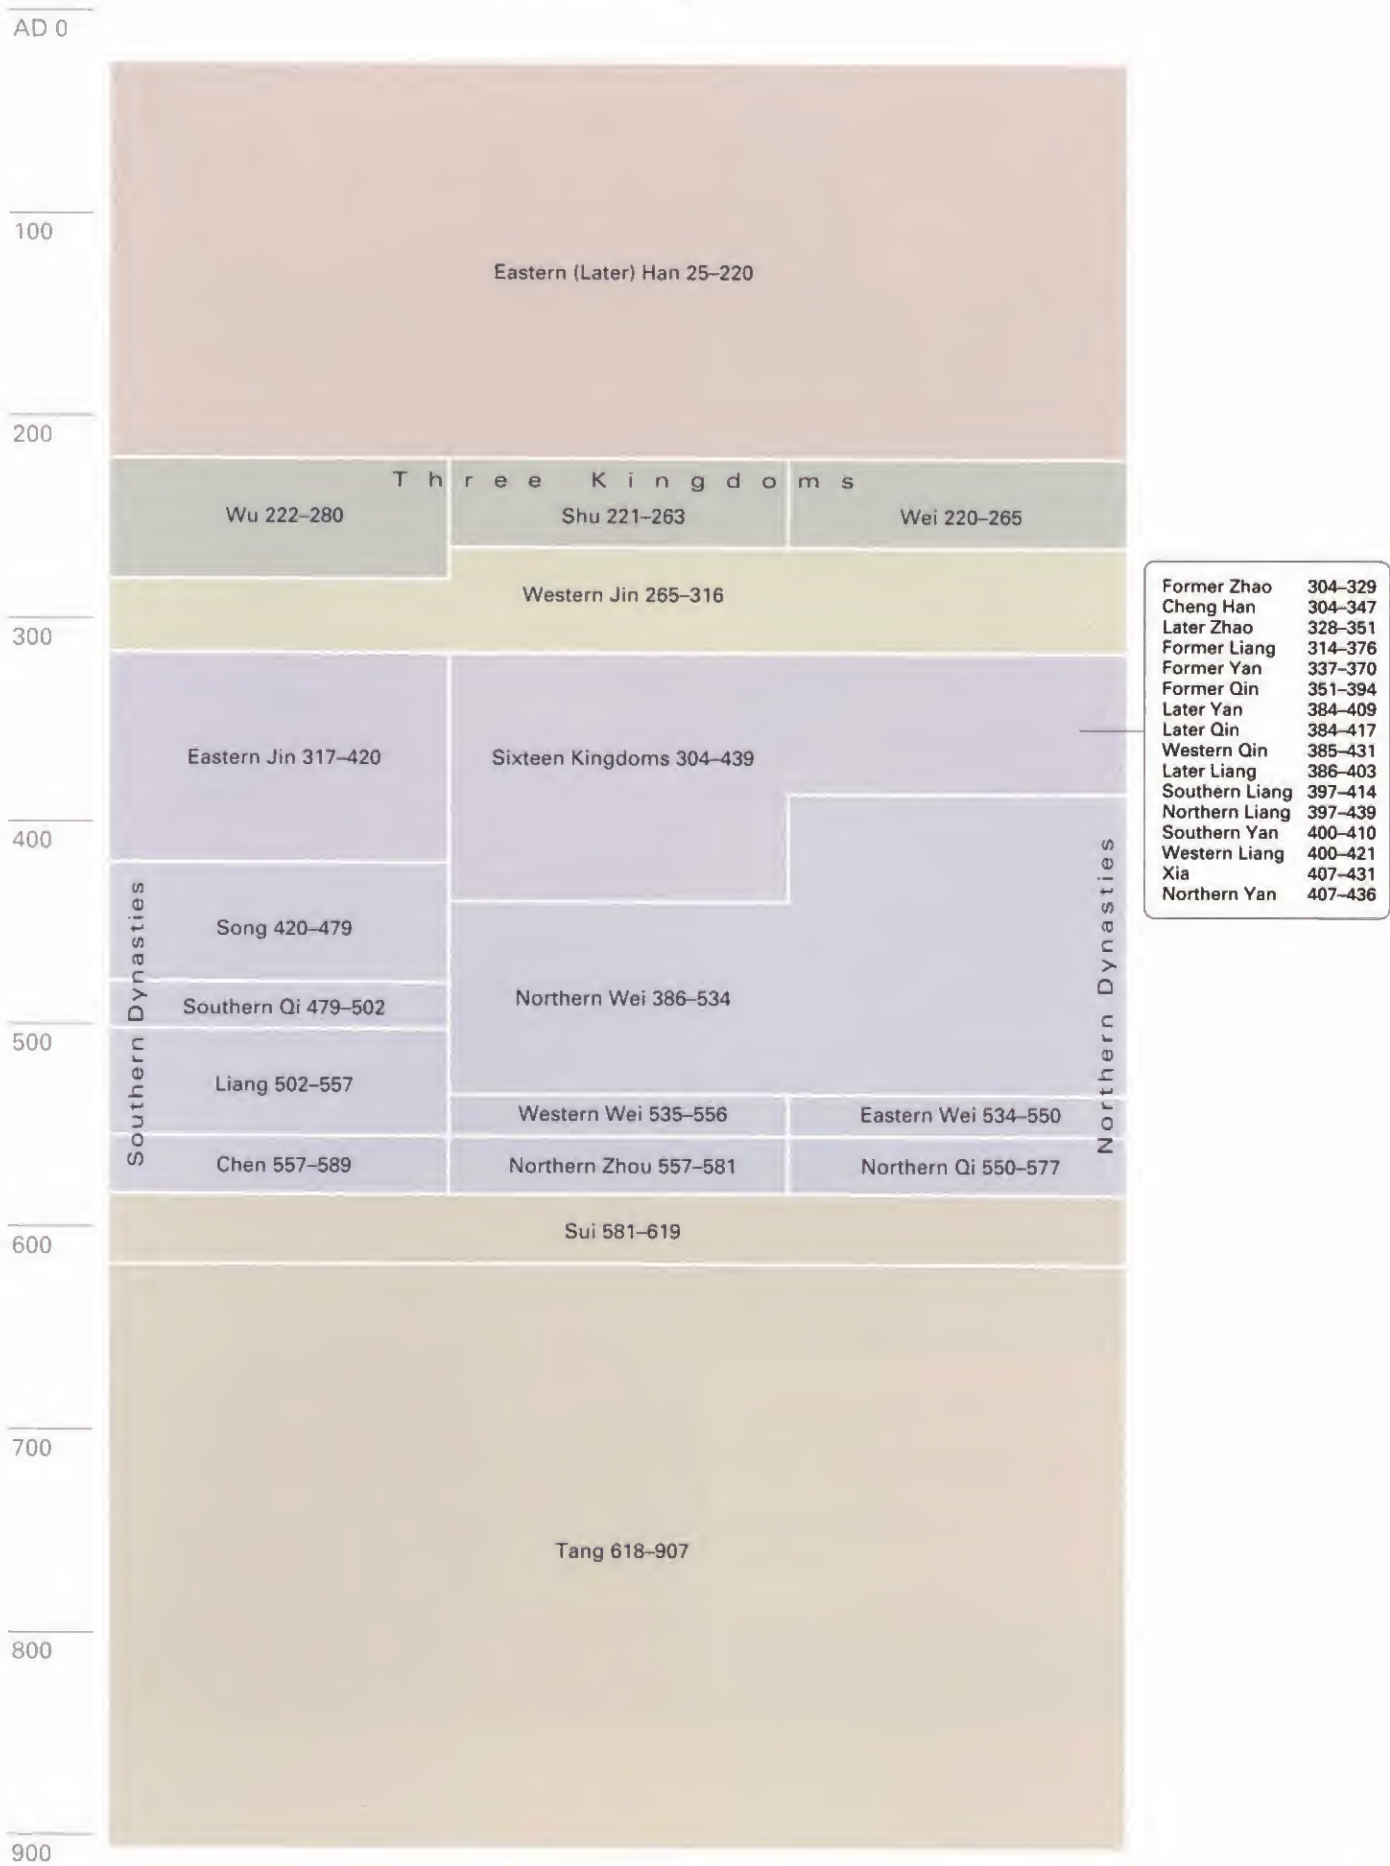 AD 0
100
200
300
400
500
600
700
800
900
Eastern (Later) Han 25–220
Three Kingdoms
Wu 222–280
Shu 221–263
Wei 220–265
Western Jin 265–316
Eastern Jin 317–420
Sixteen Kingdoms 304–439
Former Zhao 304–329
Cheng Han 304–347
Later Zhao 328–351
Former Liang 314–376
Former Yan 337–370
Former Qin 351–394
Later Yan 384–409
Later Qin 384–417
Western Qin 385–431
Later Liang 386–403
Southern Liang 397–414
Northern Liang 397–439
Southern Yan 400–410
Western Liang 400–421
Xia 407–431
Northern Yan 407–436
Southern Dynasties
Song 420–479
Southern Qi 479–502
Liang 502–557
Chen 557–589
Northern Dynasties
Northern Wei 386–534
Western Wei 535–556
Eastern Wei 534–550
Northern Zhou 557–581
Northern Qi 550–577
Sui 581–619
Tang 618–907